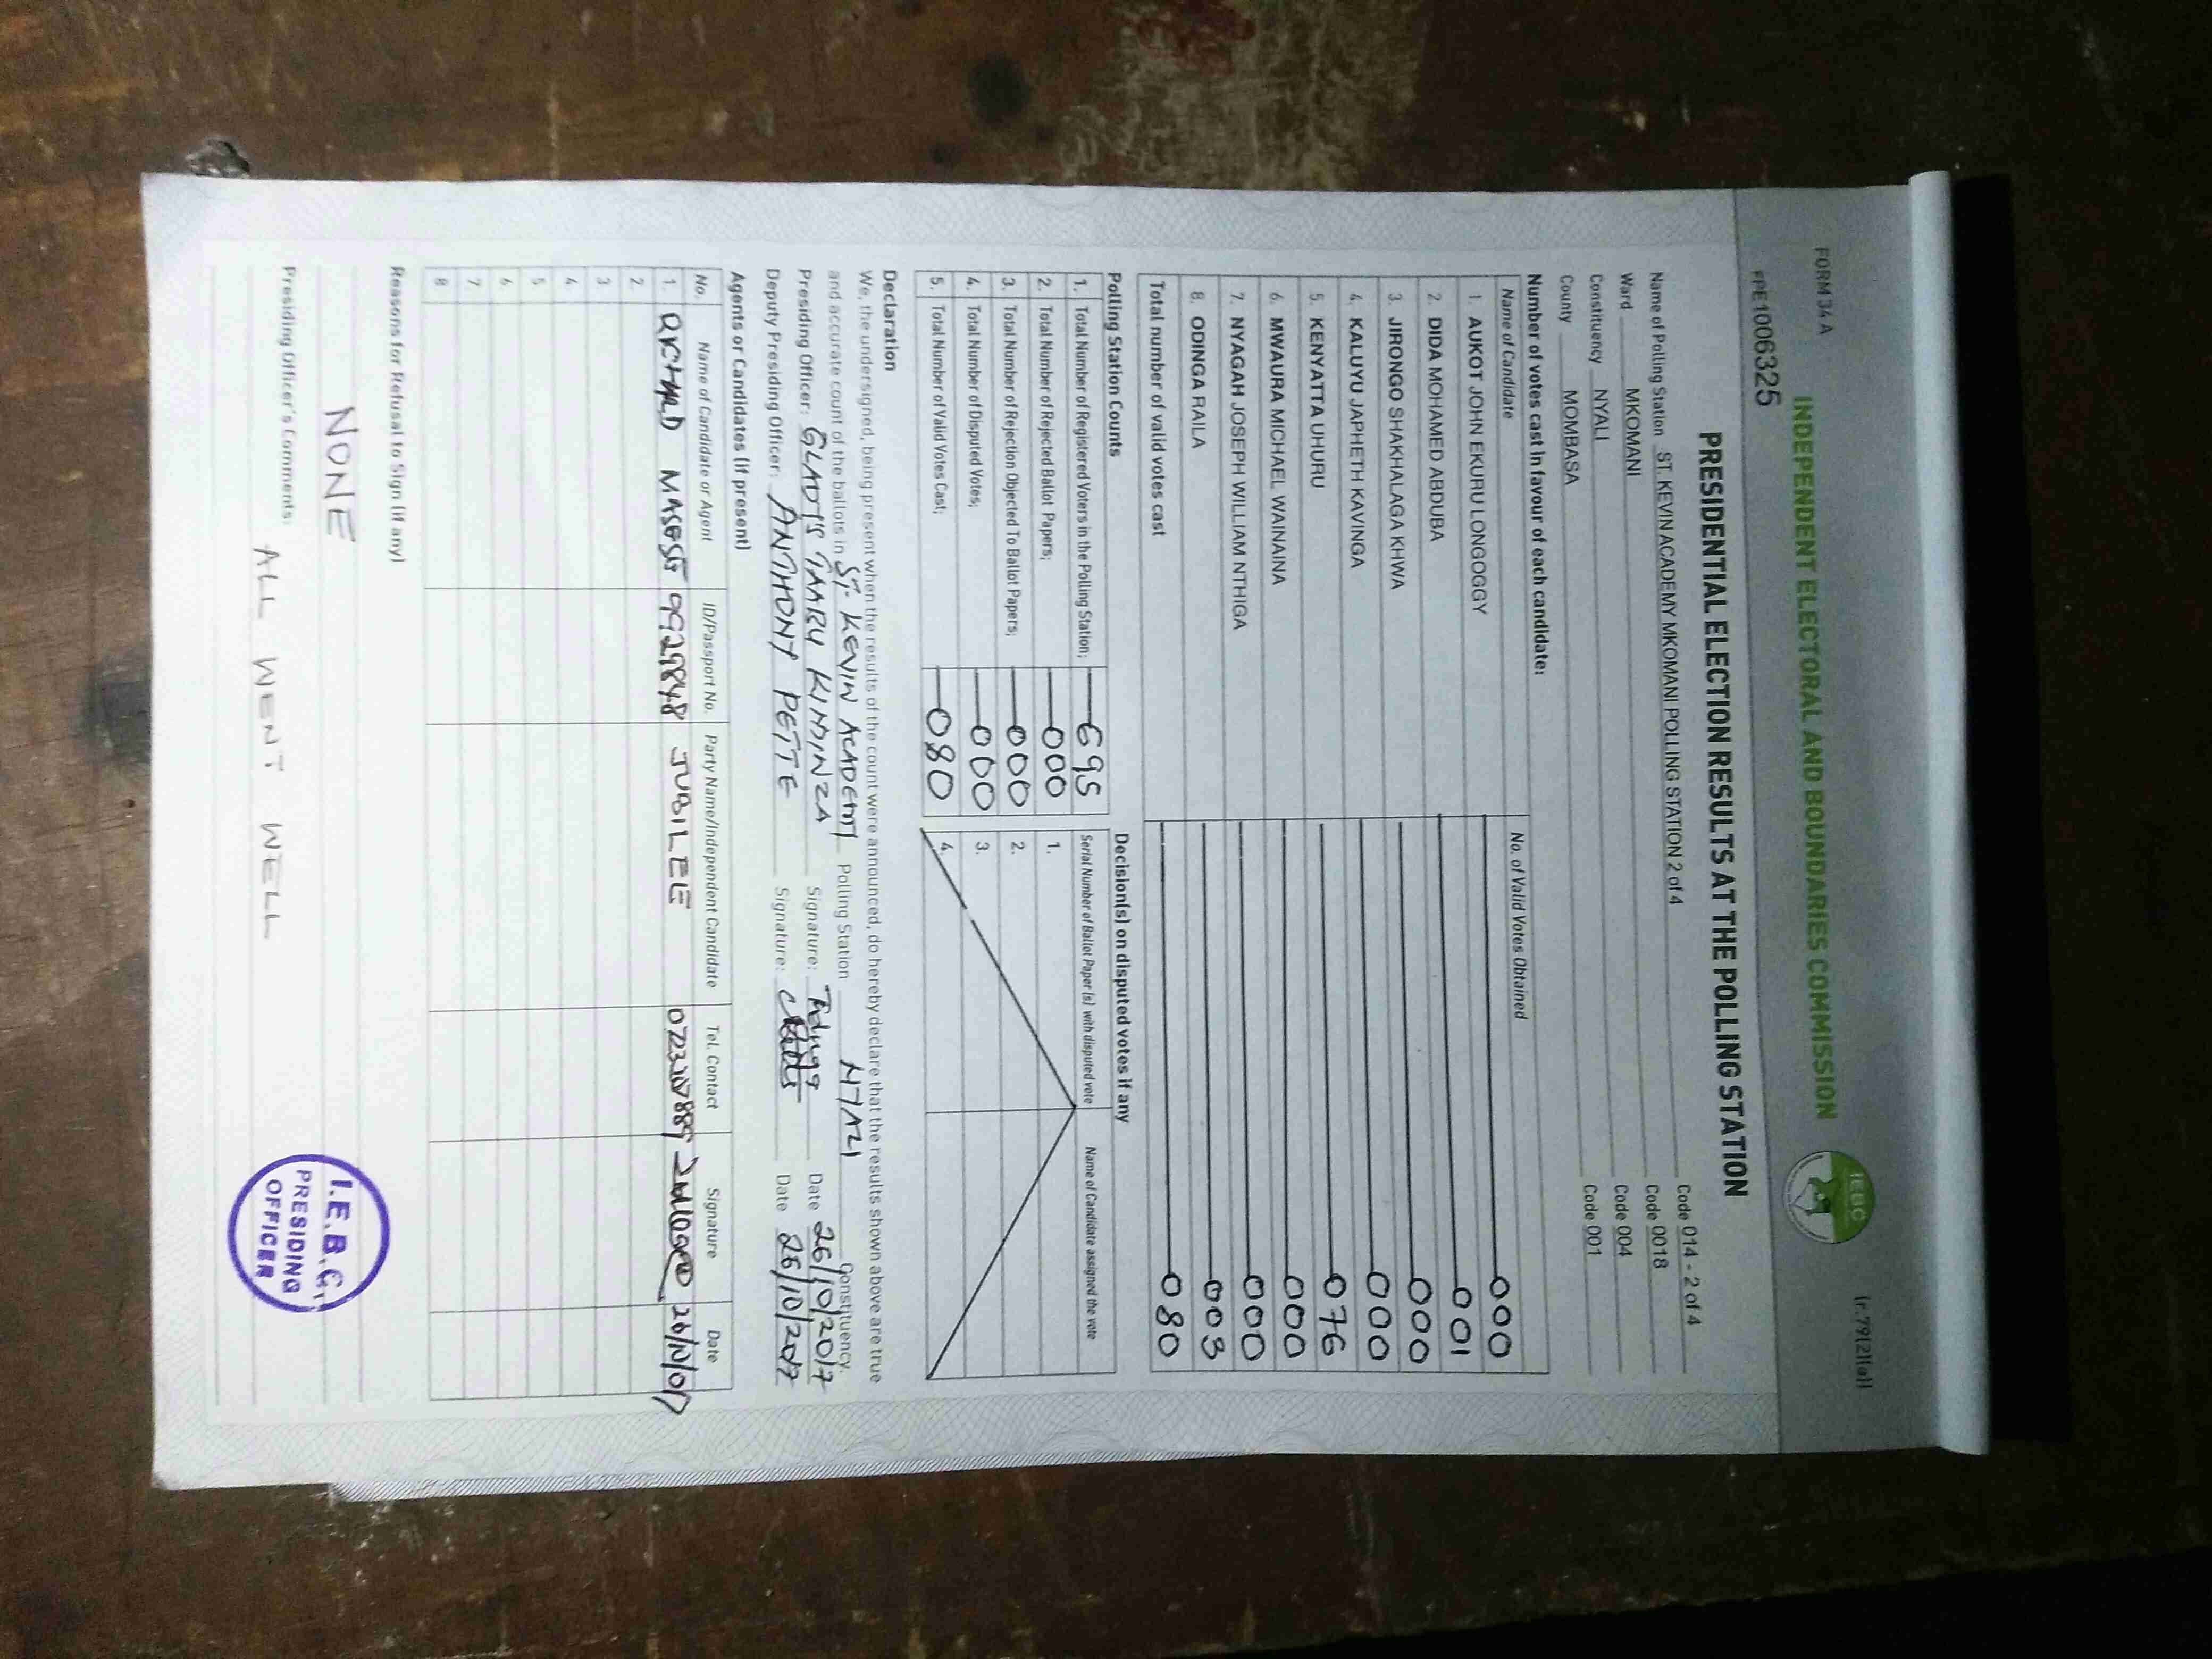 FORM 34 A
(r.79(2)(a))
INDEPENDENT ELECTORAL AND BOUNDARIES COMMISSION
IEBC
FPE1006325
PRESIDENTIAL ELECTION RESULTS AT THE POLLING STATION
Name of Polling Station ST. KEVIN ACADEMY MKOMANI POLLING STATION 2 of 4 Code 014 - 2 of 4
Ward MKOMANI Code 0018
Constituency NYALI Code 004
County MOMBASA Code 001
Number of votes cast in favour of each candidate:
Name of Candidate No. of Valid Votes Obtained
1. AUKOT JOHN EKURU LONGOGGY 000
2. DIDA MOHAMED ABDUBA 001
3. JIRONGO SHAKHALAGA KHWA 000
4. KALUYU JAPHETH KAVINGA 000
5. KENYATTA UHURU 076
6. MWAURA MICHAEL WAINAINA 000
7. NYAGAH JOSEPH WILLIAM NTHIGA 000
8. ODINGA RAILA 003
Total number of valid votes cast 080
Polling Station Counts Decision(s) on disputed votes if any
1. Total Number of Registered Voters in the Polling Station; 695 Serial Number of Ballot Paper (s) with disputed vote Name of Candidate assigned the vote
2. Total Number of Rejected Ballot Papers; 000 1.
3. Total Number of Rejection Objected To Ballot Papers; 000 2.
4. Total Number of Disputed Votes; 000 3.
5. Total Number of Valid Votes Cast; 080 4.
Declaration
We, the undersigned, being present when the results of the count were announced, do hereby declare that the results shown above are true
and accurate count of the ballots in ST. KEVIN ACADEMY Polling Station NYALI Constituency.
Presiding Officer: GLADYS TAABU KIMINZA Signature: Date 26/10/2017
Deputy Presiding Officer: ANTHONY PETTE Signature: Date 26/10/2017
Agents or Candidates (if present)
No. Name of Candidate or Agent ID/Passport No. Party Name/Independent Candidate Tel. Contact Signature Date
1. RICHARD 9929848 JUBILEE
2
3
4
5
6
7
8
Reasons for Refusal to Sign (if any)
NONE
Presiding Officer's Comments: ALL WENT WELL
I.E.B.C,
PRESIDING
OFFICER